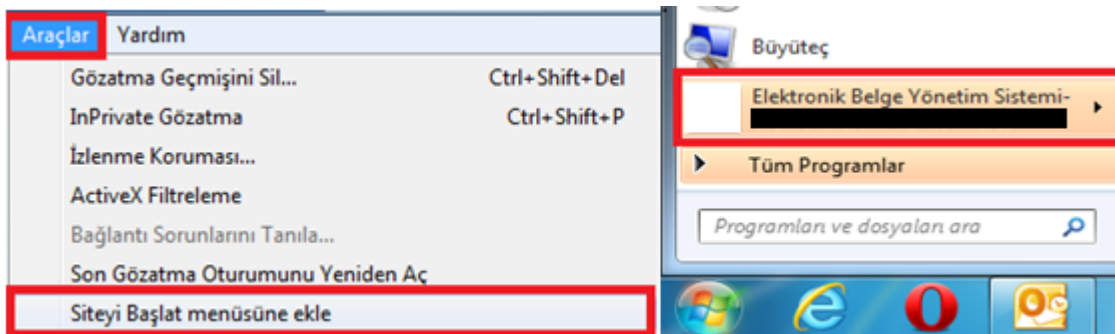 Araçlar Yardım
Gözatma Geçmişini Sil... Ctrl+Shift+Del
InPrivate Gözatma Ctrl+Shift+P
İzlenme Koruması...
ActiveX Filtreleme
Bağlantı Sorunlarını Tanıla...
Son Gözatma Oturumunu Yeniden Aç
Siteyi Başlat menüsüne ekle
Büyüteç
Elektronik Belge Yönetim Sistemi-
Tüm Programlar
Programları ve dosyaları ara